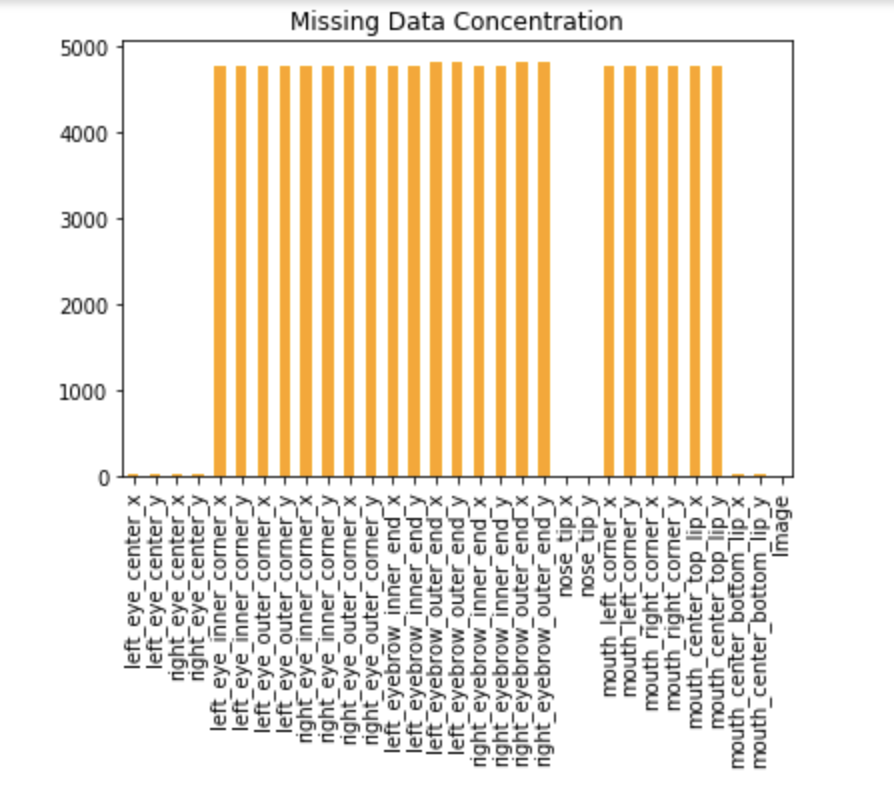 Missing Data Concentration
5000
4000
3000
2000
1000
0
left_eye_center_x
left_eye_center_y
right_eye_center_x
right_eye_center_y
left_eye_inner_corner_x
left_eye_inner_corner_y
left_eye_outer_corner_x
left_eye_outer_corner_y
right_eye_inner_corner_x
right_eye_inner_corner_y
right_eye_outer_corner_x
right_eye_outer_corner_y
left_eyebrow_inner_end_x
left_eyebrow_inner_end_y
left_eyebrow_outer_end_x
left_eyebrow_outer_end_y
right_eyebrow_inner_end_x
right_eyebrow_inner_end_y
right_eyebrow_outer_end_x
right_eyebrow_outer_end_y
nose_tip_x
nose_tip_y
mouth_left_corner_x
mouth_left_corner_y
mouth_right_corner_x
mouth_right_corner_y
mouth_center_top_lip_x
mouth_center_top_lip_y
mouth_center_bottom_lip_x
mouth_center_bottom_lip_y
Image